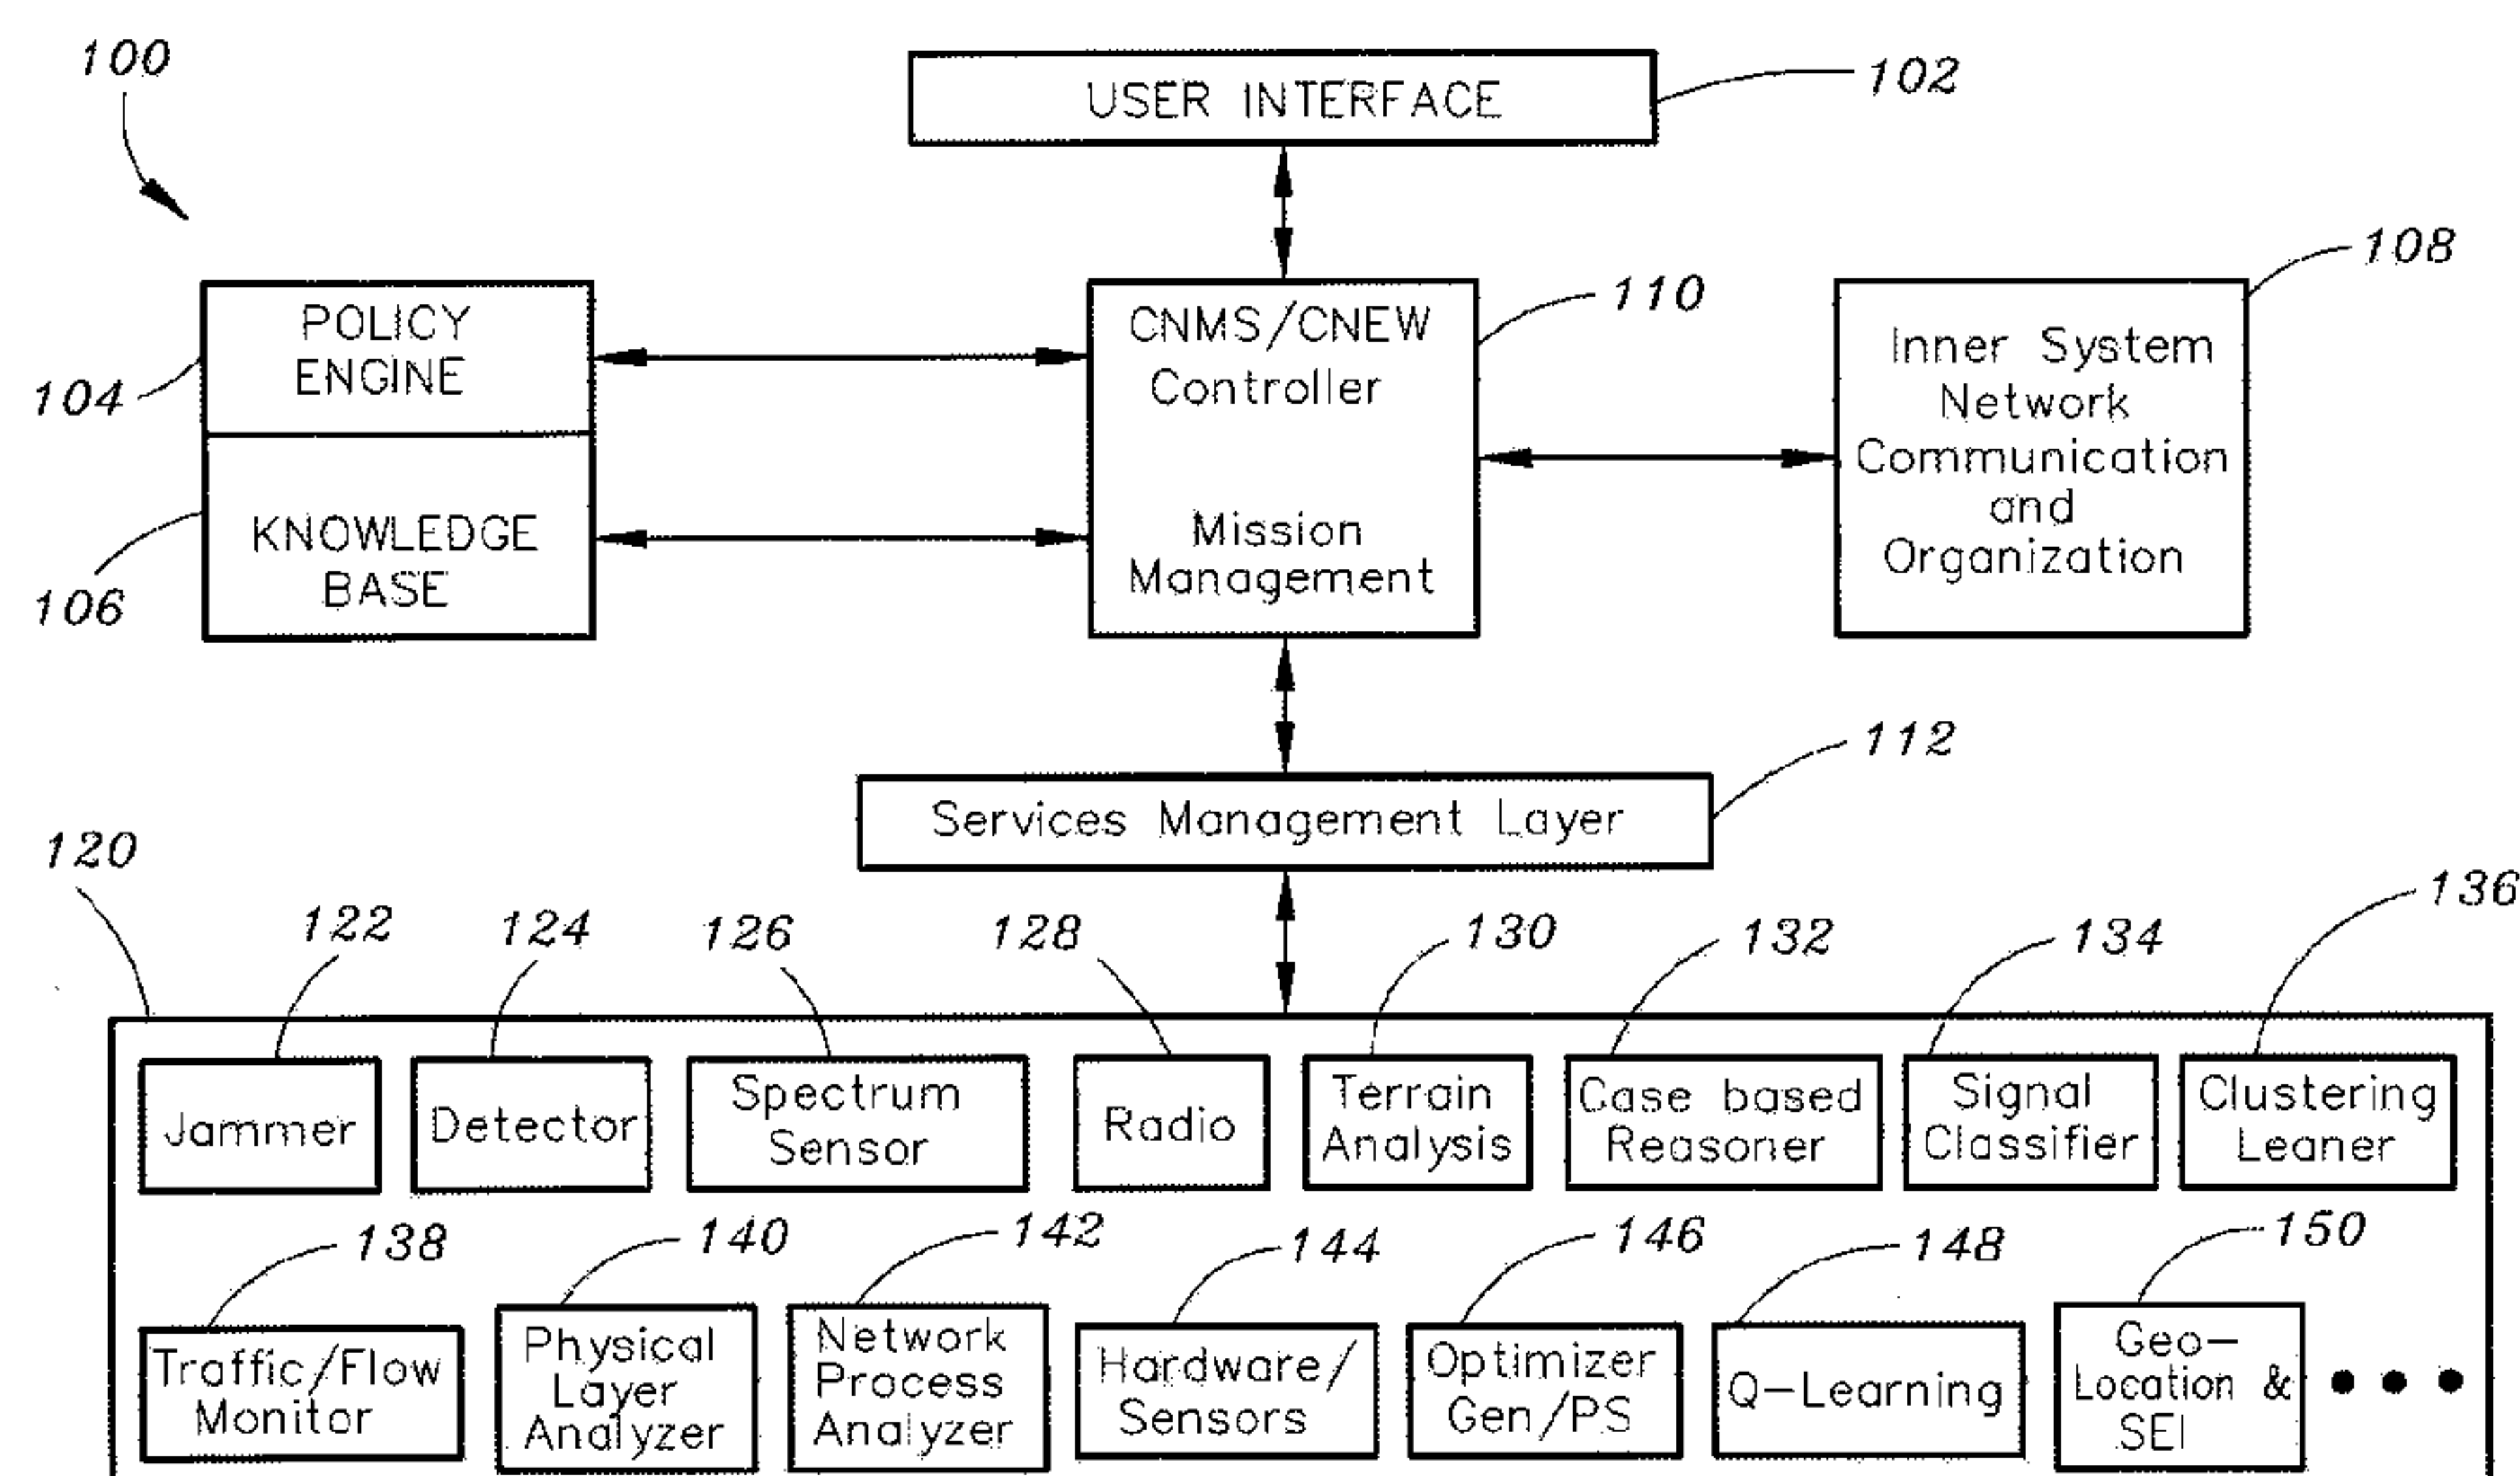 100
USER INTERFACE
102
108
POLICY
ENGINE
104
KNOWLEDGE
BASE
106
CNMS/CNEW
Controller
Mission
Management
110
Inner System
Network
Communication
and
Organization
112
Services Management Layer
120
122
124
126
128
130
132
134
136
Jammer
Detector
Spectrum
Sensor
Radio
Terrain
Analysis
Case based
Reasoner
Signal
Classifier
Clustering
Leaner
138
140
142
144
146
148
150
Traffic/Flow
Monitor
Physical
Layer
Analyzer
Network
Process
Analyzer
Hardware/
Sensors
Optimizer
Gen/PS
Q-Learning
Geo-
Location &
SEI